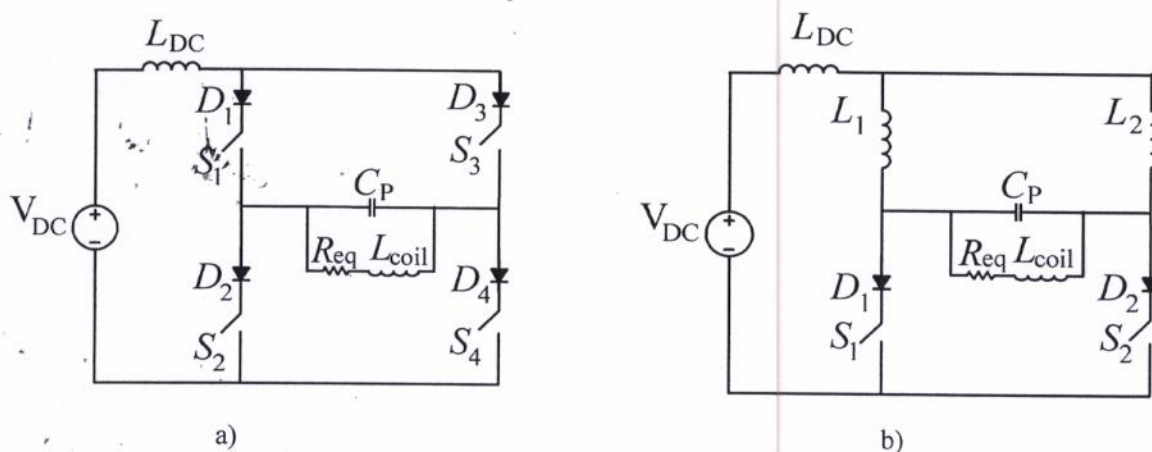 L_DC
D_1
S_1
D_3
S_3
C_P
R_eq L_coil
V_DC
+
-
D_2
S_2
D_4
S_4
a)
L_DC
L_1
L_2
C_P
R_eq L_coil
V_DC
+
-
D_1
S_1
D_2
S_2
b)